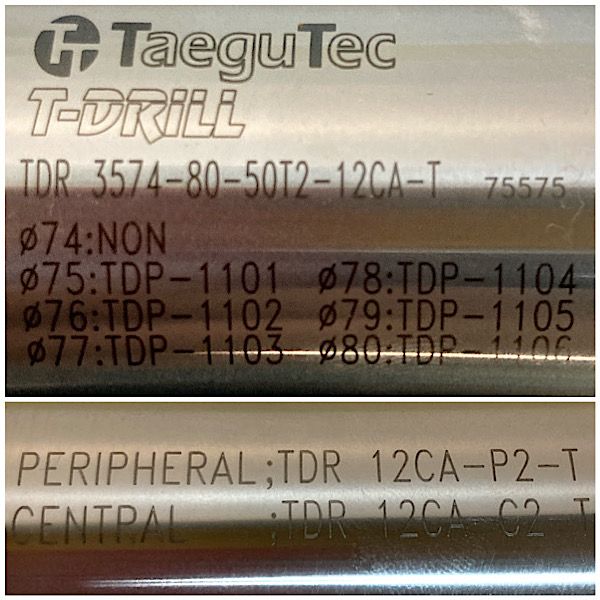 TaeguTec
T-DRILL
TDR 3574-80-50T2-12CA-T 75575
ø74:NON
ø75:TDP-1101 ø78:TDP-1104
ø76:TDP-1102 ø79:TDP-1105
ø77:TDP-1103 ø80:TDP-1106
PERIPHERAL;TDR 12CA-P2-T
CENTRAL ;TDR 12CA-C2-T